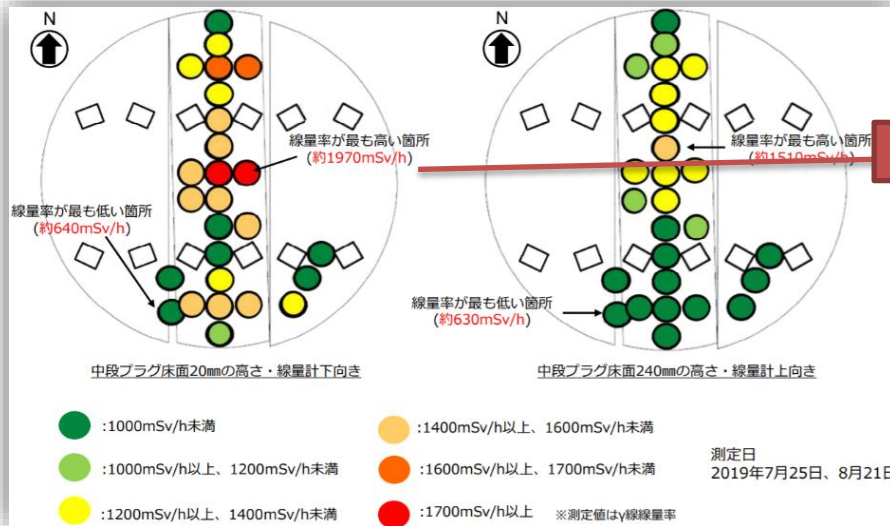 N
N
線量率が最も高い箇所
(約1970mSv/h)
線量率が最も高い箇所
(約1510mSv/h)
線量率が最も低い箇所
(約640mSv/h)
線量率が最も低い箇所
(約630mSv/h)
中段プラグ床面20㎜の高さ・線量計下向き
中段プラグ床面240㎜の高さ・線量計上向き
:1000mSv/h未満
:1400mSv/h以上、1600mSv/h未満
:1000mSv/h以上、1200mSv/h未満
:1600mSv/h以上、1700mSv/h未満
測定日
2019年7月25日、8月21日
:1200mSv/h以上、1400mSv/h未満
:1700mSv/h以上 ※測定値はγ線線量率